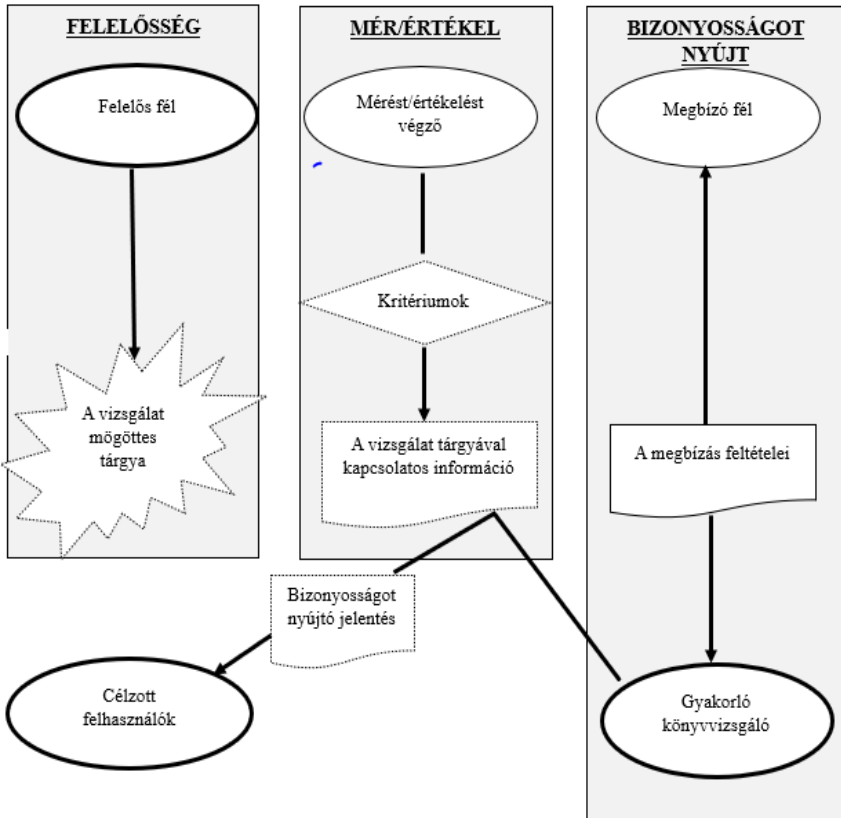 FELELŐSSÉG
Felelős fél
A vizsgálat
mögöttes
tárgya
MÉR/ÉRTÉKEL
Mérést/értékelést
végző
Kritériumok
A vizsgálat tárgyával
kapcsolatos információ
BIZONYOSSÁGOT
NYÚJT
Megbízó fél
A megbízás feltételei
Bizonyosságot
nyújtó jelentés
Célzott
felhasználók
Gyakorló
könyvvizsgáló